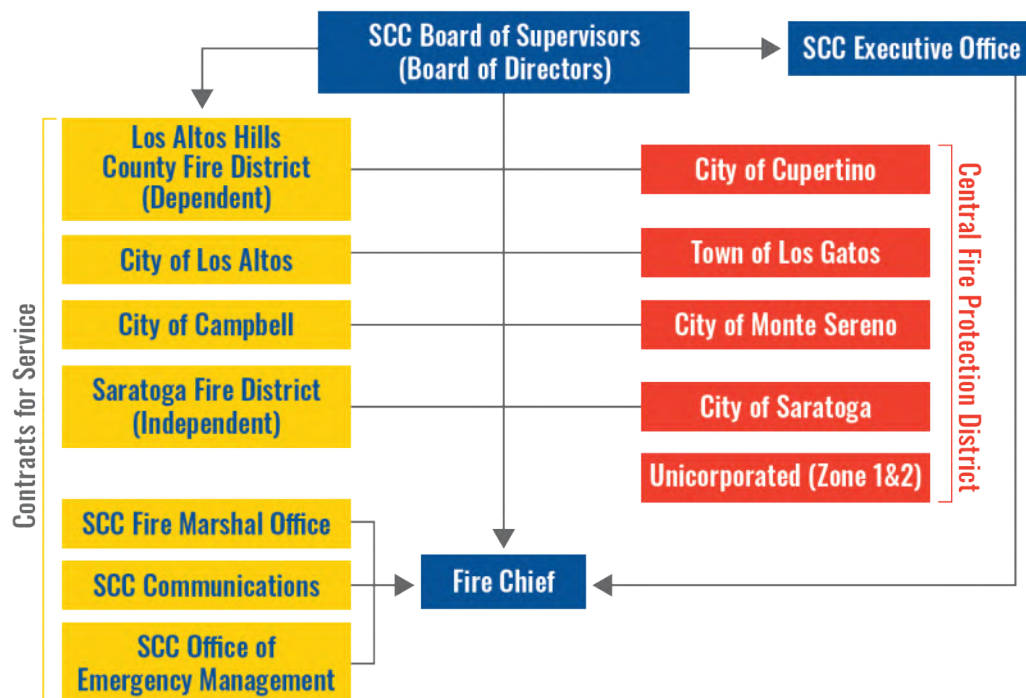 SCC Board of Supervisors
(Board of Directors)
SCC Executive Office
Contracts for Service
Los Altos Hills
County Fire District
(Dependent)
City of Los Altos
City of Campbell
Saratoga Fire District
(Independent)
SCC Fire Marshal Office
SCC Communications
SCC Office of
Emergency Management
Fire Chief
City of Cupertino
Town of Los Gatos
City of Monte Sereno
City of Saratoga
Unicorporated (Zone 1&2)
Central Fire Protection District